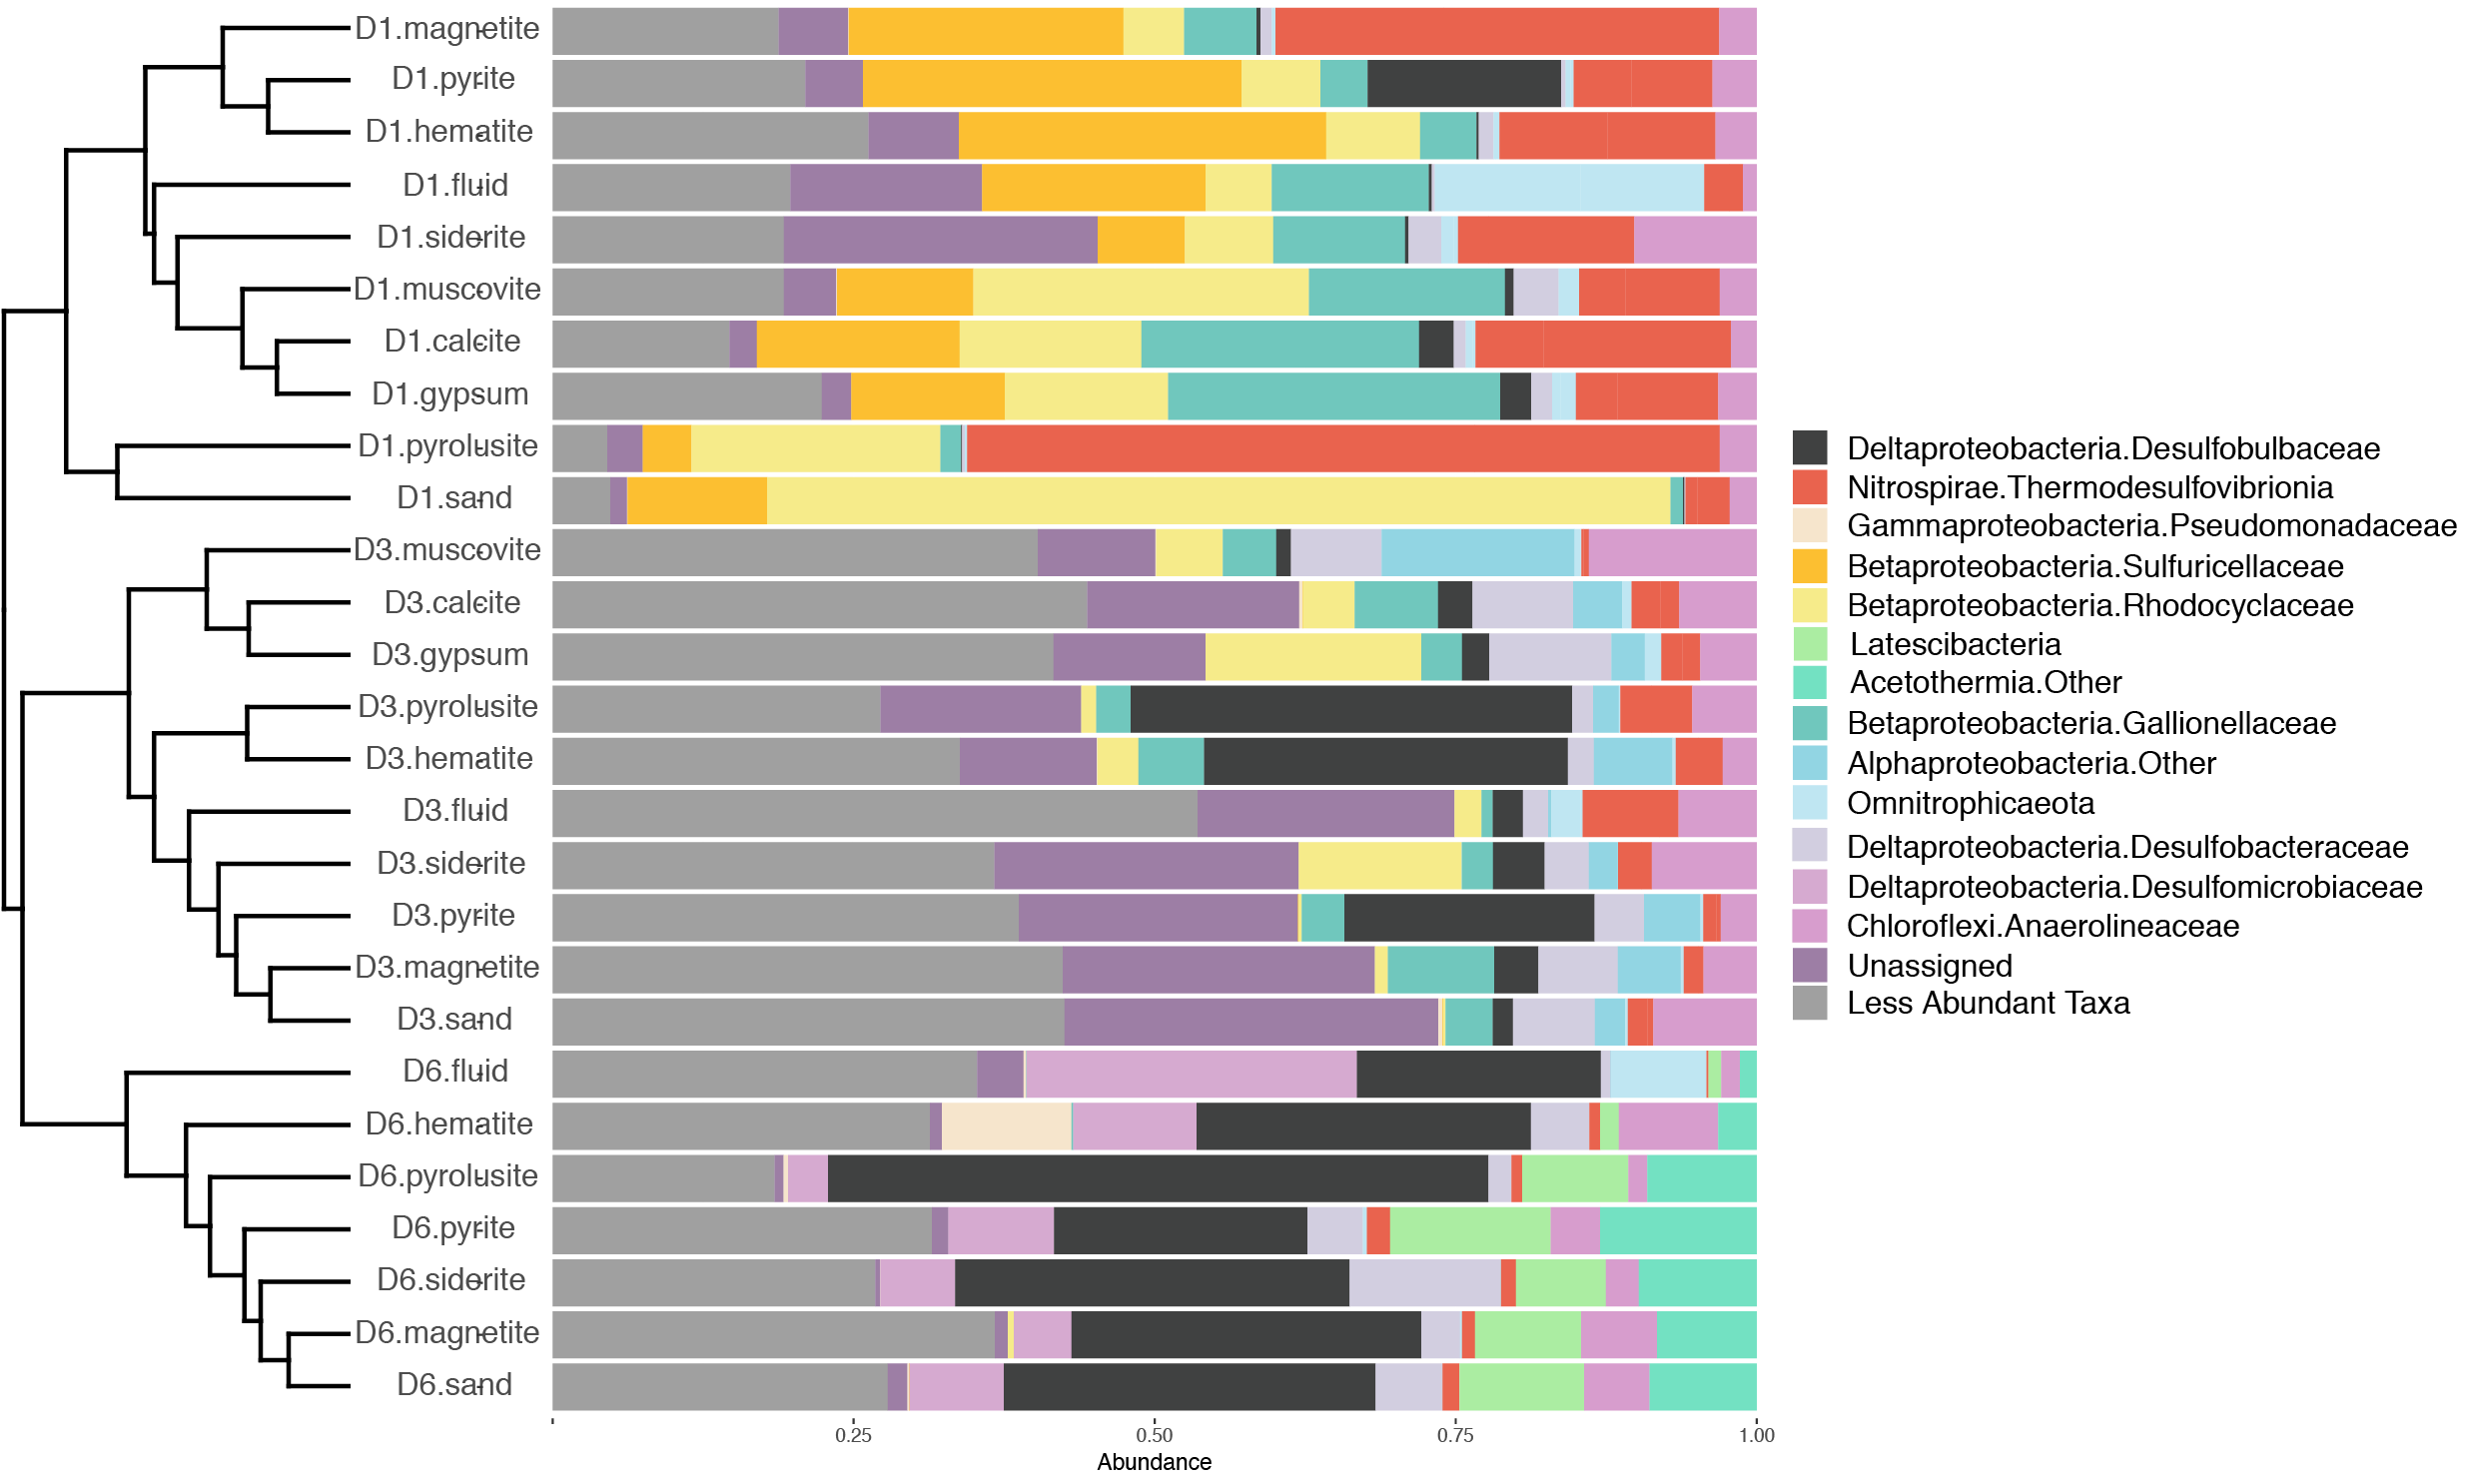 D1.magnetite
D1.pyrite
D1.hematite
D1.fluid
D1.siderite
D1.muscovite
D1.calcite
D1.gypsum
D1.pyrolusite
D1.sand
D3.muscovite
D3.calcite
D3.gypsum
D3.pyrolusite
D3.hematite
D3.fluid
D3.siderite
D3.pyrite
D3.magnetite
D3.sand
D6.fluid
D6.hematite
D6.pyrolusite
D6.pyrite
D6.siderite
D6.magnetite
D6.sand
0.25 0.50 0.75 1.00
Abundance
Deltaproteobacteria.Desulfobulbaceae
Nitrospirae.Thermodesulfovibrionia
Gammaproteobacteria.Pseudomonadaceae
Betaproteobacteria.Sulfuricellaceae
Betaproteobacteria.Rhodocyclaceae
Latescibacteria
Acetothermia.Other
Betaproteobacteria.Gallionellaceae
Alphaproteobacteria.Other
Omnitrophicaeota
Deltaproteobacteria.Desulfobacteraceae
Deltaproteobacteria.Desulfomicrobiaceae
Chloroflexi.Anaerolineaceae
Unassigned
Less Abundant Taxa